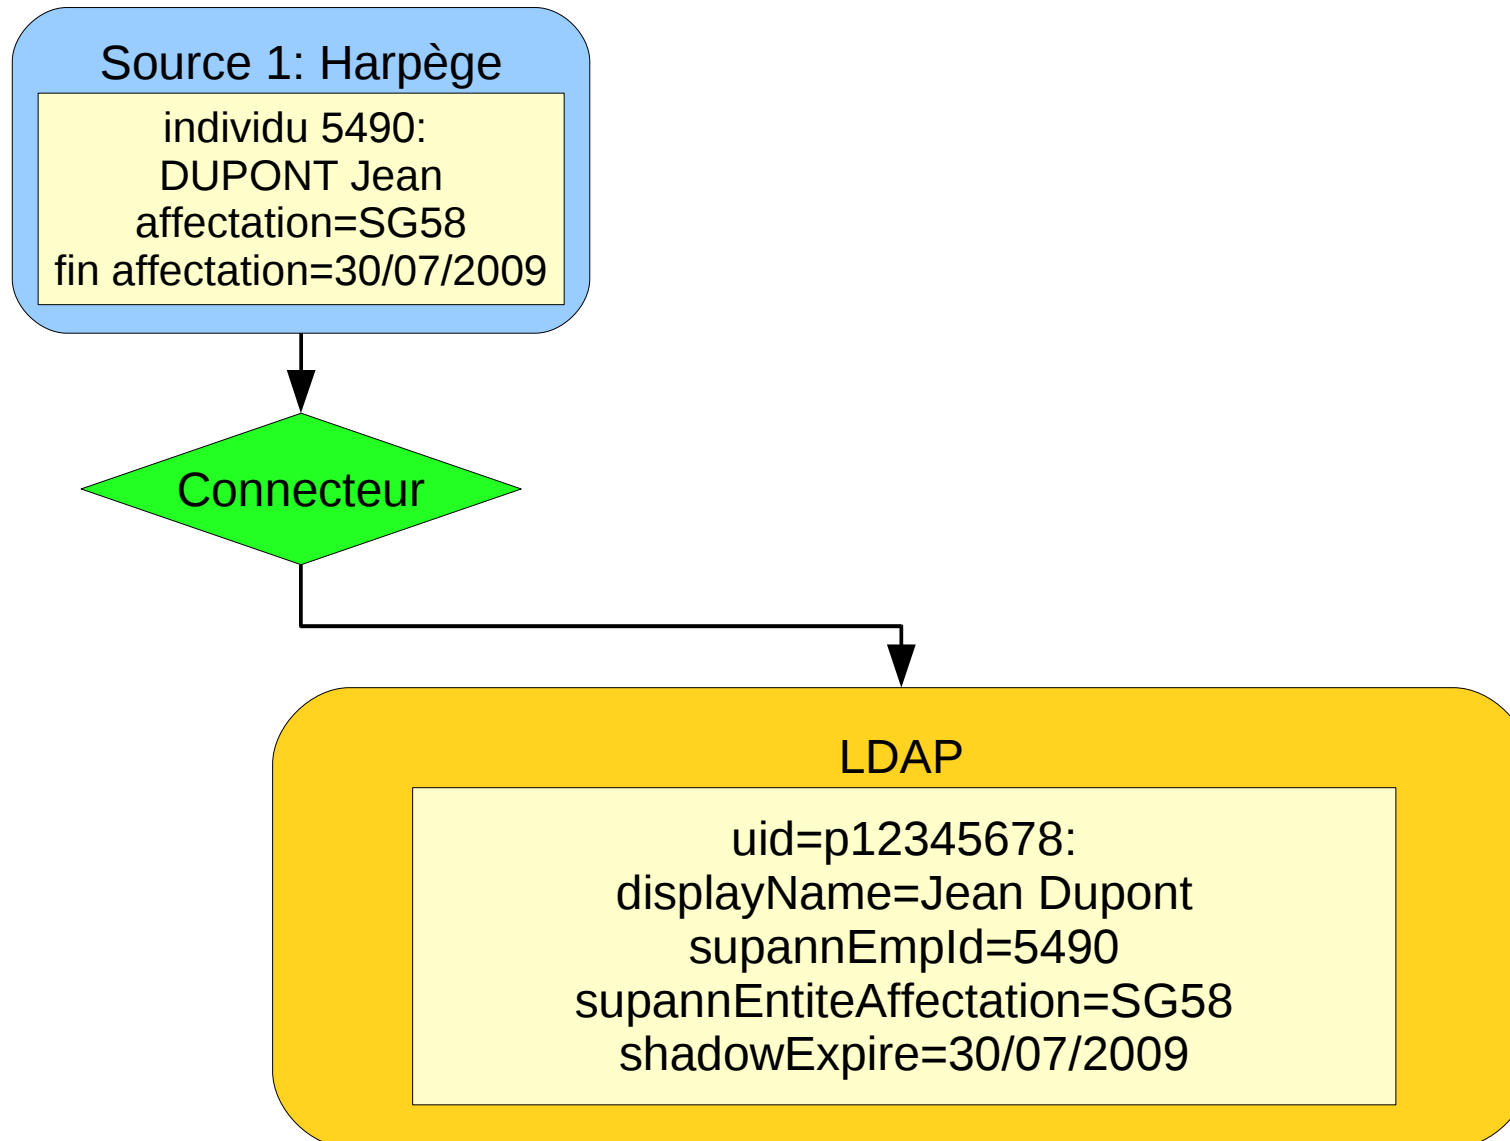 Source 1: Harpège
individu 5490:
DUPONT Jean
affectation=SG58
fin affectation=30/07/2009
Connecteur
LDAP
uid=p12345678:
displayName=Jean Dupont
supannEmpId=5490
supannEntiteAffectation=SG58
shadowExpire=30/07/2009